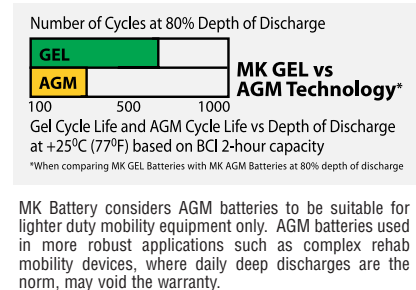 Number of Cycles at 80% Depth of Discharge
GEL
AGM
MK GEL vs
AGM Technology*
100 500 1000
Gel Cycle Life and AGM Cycle Life vs Depth of Discharge
at +25⁰C (77⁰F) based on BCI 2-hour capacity
*When comparing MK GEL Batteries with MK AGM Batteries at 80% depth of discharge
MK Battery considers AGM batteries to be suitable for
lighter duty mobility equipment only. AGM batteries used
in more robust applications such as complex rehab
mobility devices, where daily deep discharges are the
norm, may void the warranty.